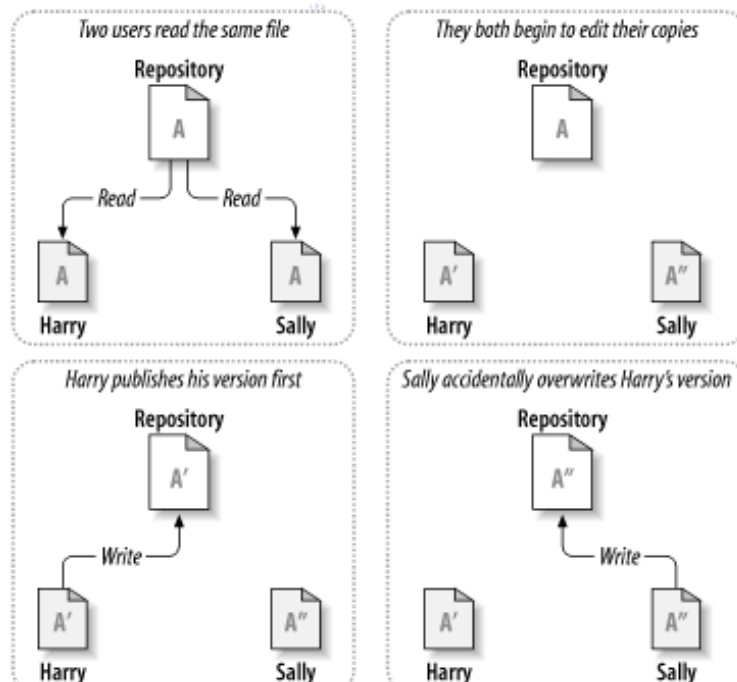 Two users read the same file
Repository
A
Read Read
A A
Harry Sally
They both begin to edit their copies
Repository
A
A′ A″
Harry Sally
Harry publishes his version first
Repository
A′
Write
A′ A″
Harry Sally
Sally accidentally overwrites Harry's version
Repository
A″
Write
A′ A″
Harry Sally